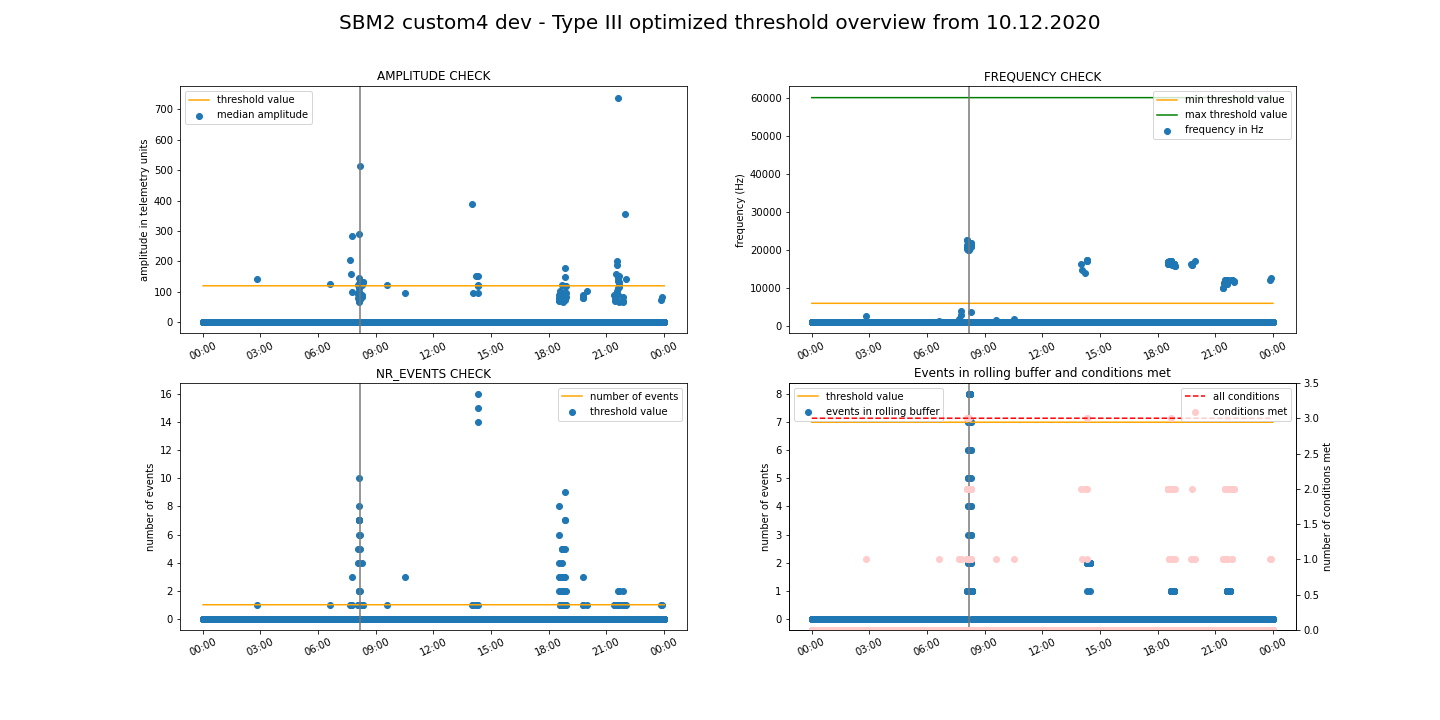 SBM2 custom4 dev - Type III optimized threshold overview from 10.12.2020
AMPLITUDE CHECK
threshold value
median amplitude
amplitude in telemetry units
700
600
500
400
300
200
100
0
00:00 03:00 06:00 09:00 12:00 15:00 18:00 21:00 00:00
FREQUENCY CHECK
min threshold value
max threshold value
frequency in Hz
frequency (Hz)
60000
50000
40000
30000
20000
10000
0
00:00 03:00 06:00 09:00 12:00 15:00 18:00 21:00 00:00
NR_EVENTS CHECK
number of events
threshold value
number of events
16
14
12
10
8
6
4
2
0
00:00 03:00 06:00 09:00 12:00 15:00 18:00 21:00 00:00
Events in rolling buffer and conditions met
threshold value
events in rolling buffer
all conditions
conditions met
number of events
8
7
6
5
4
3
2
1
0
00:00 03:00 06:00 09:00 12:00 15:00 18:00 21:00 00:00
3.5
3.0
2.5
2.0
1.5
1.0
0.5
0.0
number of conditions met